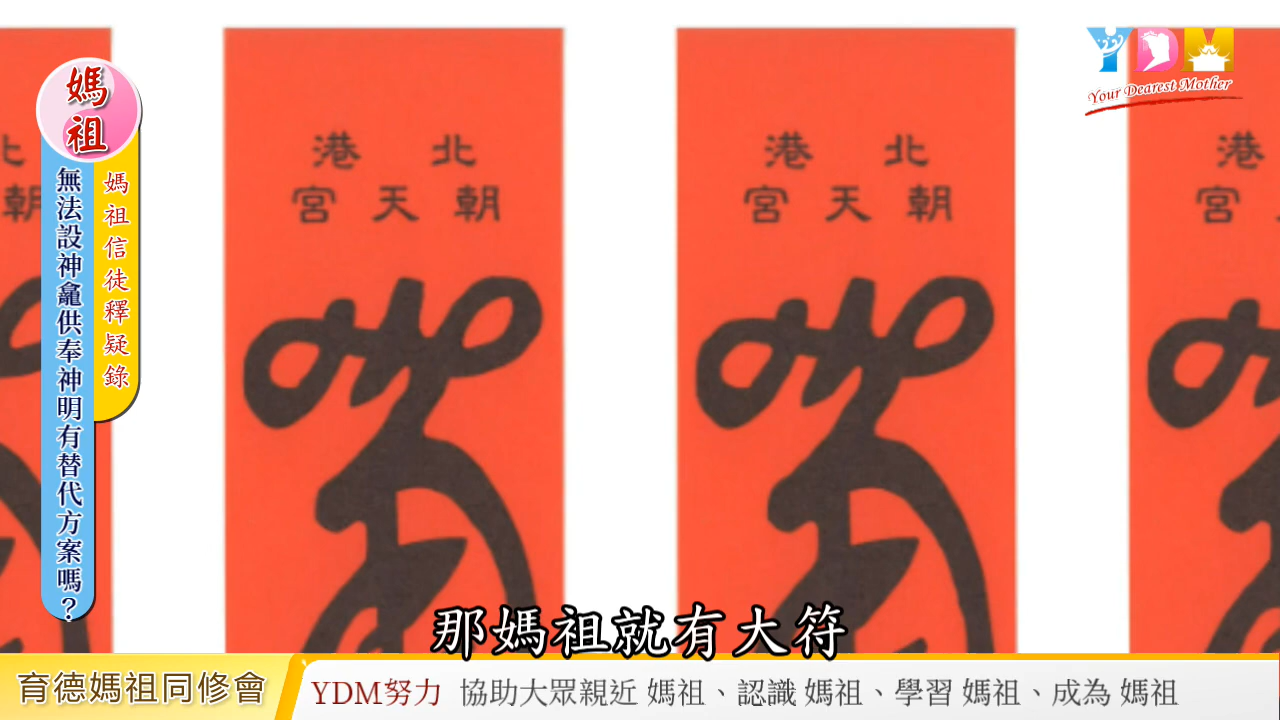 YDM
Your Dearest Mother
媽祖
媽祖信徒釋疑錄
無法設神龕供奉神明有替代方案嗎？
北
朝
北港
朝天宮
北港
朝天宮
港
宮
那媽祖就有大符
育德媽祖同修會
YDM努力 協助大眾親近 媽祖、認識 媽祖、學習 媽祖、成為 媽祖